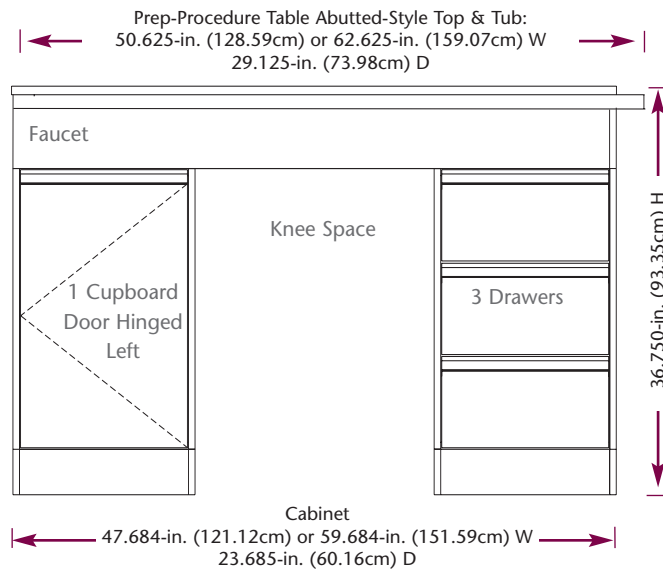 Prep-Procedure Table Abutted-Style Top & Tub:
50.625-in. (128.59cm) or 62.625-in. (159.07cm) W
29.125-in. (73.98cm) D
Faucet
Knee Space
1 Cupboard
Door Hinged
Left
3 Drawers
36.750-in. (93.35cm) H
Cabinet
47.684-in. (121.12cm) or 59.684-in. (151.59cm) W
23.685-in. (60.16cm) D